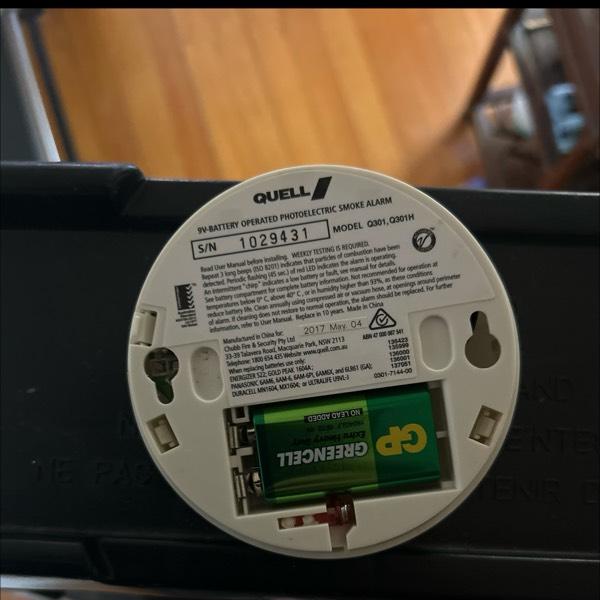 QUELL
9V-BATTERY OPERATED PHOTOELECTRIC SMOKE ALARM
S/N 1029431 MODEL Q301, Q301H
Read User Manual before installing. WEEKLY TESTING IS REQUIRED.
Repeat 3 long beeps (ISO 8201) indicates that particles of combustion have been
detected. Periodic flashing (45 sec.) of red LED indicates the alarm is operating.
An intermittent "chirp" indicates low battery or fault, see manual for details.
See battery compartment for complete battery information. Not recommended for operation at
temperatures below 0° C, above 40° C, or in humidity higher than 93%, as these conditions
reduce battery life. Clean annually using compressed air or vacuum hose, at openings around perimeter
of alarm. If cleaning does not restore to normal operation, the alarm should be replaced. For further
information, refer to User Manual. Replace in 10 years. Made in China
Manufactured in China for: 2017 May. 04
Chubb Fire & Security Pty Ltd ABN 47 000 067 541
33-39 Talavera Road, Macquarie Park, NSW 2113
Telephone: 1800 654 435 Website www.quell.com.au
When replacing batteries use only:
ENERGIZER 522; GOLD PEAK 1604A;
PANASONIC 6AM6, 6AM-6, 6AM-6PI, 6AM6X, and 6LR61 (GA);
DURACELL MN1604, MX1604; or ULTRALIFE U9VL-J
136423
135999
136000
136001
137051
0301-7144-00
NO LEAD ADDED
Extra Heavy Duty
GREENCELL
GP
AND
ENTE
NE PAS
TENIR